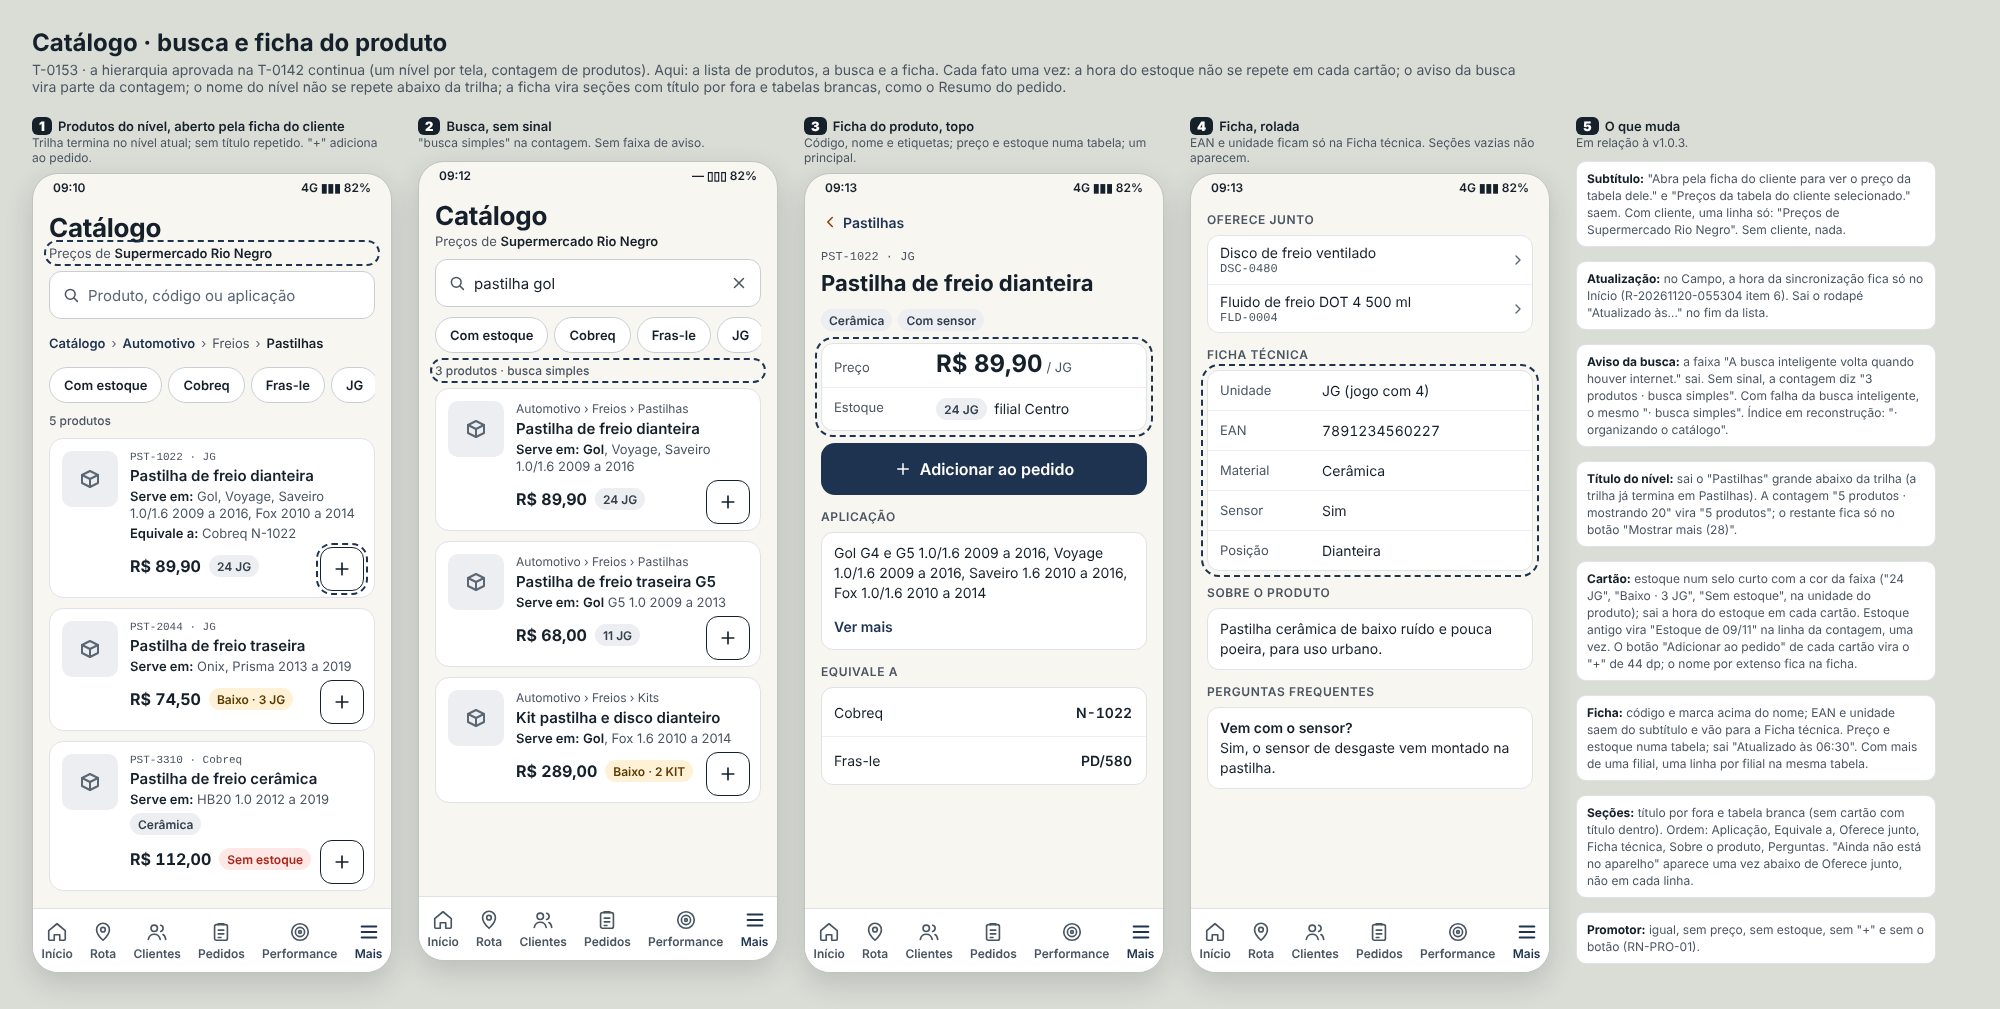 Catálogo · busca e ficha do produto
T-0153 · a hierarquia aprovada na T-0142 continua (um nível por tela, contagem de produtos). Aqui: a lista de produtos, a busca e a ficha. Cada fato uma vez: a hora do estoque não se repete em cada cartão; o aviso da busca
vira parte da contagem; o nome do nível não se repete abaixo da trilha; a ficha vira seções com título por fora e tabelas brancas, como o Resumo do pedido.
1 Produtos do nível, aberto pela ficha do cliente
Trilha termina no nível atual; sem título repetido. "+" adiciona
ao pedido.
09:10 4G 82%
Catálogo
Preços de Supermercado Rio Negro
Produto, código ou aplicação
Catálogo › Automotivo › Freios › Pastilhas
Com estoque Cobreq Fras-le JG
5 produtos
PST-1022 · JG
Pastilha de freio dianteira
Serve em: Gol, Voyage, Saveiro
1.0/1.6 2009 a 2016, Fox 2010 a 2014
Equivale a: Cobreq N-1022
R$ 89,90 24 JG +
PST-2044 · JG
Pastilha de freio traseira
Serve em: Onix, Prisma 2013 a 2019
R$ 74,50 Baixo · 3 JG +
PST-3310 · Cobreq
Pastilha de freio cerâmica
Serve em: HB20 1.0 2012 a 2019
Cerâmica
R$ 112,00 Sem estoque +
Início Rota Clientes Pedidos Performance Mais
2 Busca, sem sinal
"busca simples" na contagem. Sem faixa de aviso.
09:12 — 82%
Catálogo
Preços de Supermercado Rio Negro
pastilha gol
Com estoque Cobreq Fras-le JG
3 produtos · busca simples
Automotivo › Freios › Pastilhas
Pastilha de freio dianteira
Serve em: Gol, Voyage, Saveiro
1.0/1.6 2009 a 2016
R$ 89,90 24 JG +
Automotivo › Freios › Pastilhas
Pastilha de freio traseira G5
Serve em: Gol G5 1.0 2009 a 2013
R$ 68,00 11 JG +
Automotivo › Freios › Kits
Kit pastilha e disco dianteiro
Serve em: Gol, Fox 1.6 2010 a 2014
R$ 289,00 Baixo · 2 KIT +
Início Rota Clientes Pedidos Performance Mais
3 Ficha do produto, topo
Código, nome e etiquetas; preço e estoque numa tabela; um
principal.
09:13 4G 82%
Pastilhas
PST-1022 · JG
Pastilha de freio dianteira
Cerâmica Com sensor
Preço R$ 89,90 / JG
Estoque 24 JG filial Centro
+ Adicionar ao pedido
APLICAÇÃO
Gol G4 e G5 1.0/1.6 2009 a 2016, Voyage
1.0/1.6 2009 a 2016, Saveiro 1.6 2010 a 2016,
Fox 1.0/1.6 2010 a 2014
Ver mais
EQUIVALE A
Cobreq N-1022
Fras-le PD/580
Início Rota Clientes Pedidos Performance Mais
4 Ficha, rolada
EAN e unidade ficam só na Ficha técnica. Seções vazias não
aparecem.
09:13 4G 82%
OFERECE JUNTO
Disco de freio ventilado
DSC-0480
Fluido de freio DOT 4 500 ml
FLD-0004
FICHA TÉCNICA
Unidade JG (jogo com 4)
EAN 7891234560227
Material Cerâmica
Sensor Sim
Posição Dianteira
SOBRE O PRODUTO
Pastilha cerâmica de baixo ruído e pouca
poeira, para uso urbano.
PERGUNTAS FREQUENTES
Vem com o sensor?
Sim, o sensor de desgaste vem montado na
pastilha.
Início Rota Clientes Pedidos Performance Mais
5 O que muda
Em relação à v1.0.3.
Subtítulo: "Abra pela ficha do cliente para ver o preço da
tabela dele." e "Preços da tabela do cliente selecionado."
saem. Com cliente, uma linha só: "Preços de
Supermercado Rio Negro". Sem cliente, nada.
Atualização: no Campo, a hora da sincronização fica só no
Início (R-20261120-055304 item 6). Sai o rodapé
"Atualizado às..." no fim da lista.
Aviso da busca: a faixa "A busca inteligente volta quando
houver internet." sai. Sem sinal, a contagem diz "3
produtos · busca simples". Com falha da busca inteligente,
o mesmo "· busca simples". Índice em reconstrução: "·
organizando o catálogo".
Título do nível: sai o "Pastilhas" grande abaixo da trilha (a
trilha já termina em Pastilhas). A contagem "5 produtos ·
mostrando 20" vira "5 produtos"; o restante fica só no
botão "Mostrar mais (28)".
Cartão: estoque num selo curto com a cor da faixa ("24
JG", "Baixo · 3 JG", "Sem estoque", na unidade do
produto); sai a hora do estoque em cada cartão. Estoque
antigo vira "Estoque de 09/11" na linha da contagem, uma
vez. O botão "Adicionar ao pedido" de cada cartão vira o
"+" de 44 dp; o nome por extenso fica na ficha.
Ficha: código e marca acima do nome; EAN e unidade
saem do subtítulo e vão para a Ficha técnica. Preço e
estoque numa tabela; sai "Atualizado às 06:30". Com mais
de uma filial, uma linha por filial na mesma tabela.
Seções: título por fora e tabela branca (sem cartão com
título dentro). Ordem: Aplicação, Equivale a, Oferece junto,
Ficha técnica, Sobre o produto, Perguntas. "Ainda não está
no aparelho" aparece uma vez abaixo de Oferece junto,
não em cada linha.
Promotor: igual, sem preço, sem estoque, sem "+" e sem o
botão (RN-PRO-01).